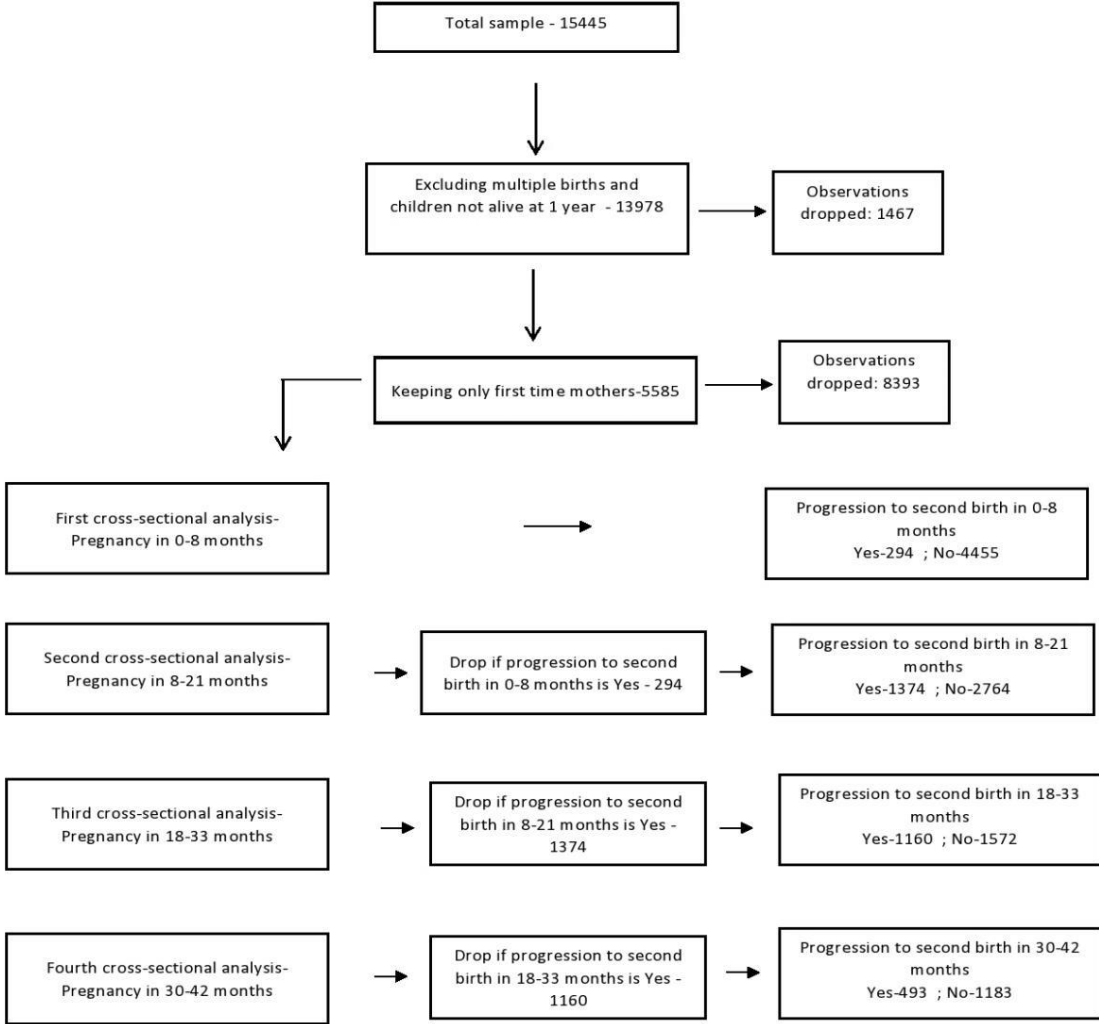 Total sample - 15445
Excluding multiple births and
children not alive at 1 year - 13978
Observations
dropped: 1467
Keeping only first time mothers-5585
Observations
dropped: 8393
First cross-sectional analysis-
Pregnancy in 0-8 months
Progression to second birth in 0-8
months
Yes-294 ; No-4455
Second cross-sectional analysis-
Pregnancy in 8-21 months
Drop if progression to second
birth in 0-8 months is Yes - 294
Progression to second birth in 8-21
months
Yes-1374 ; No-2764
Third cross-sectional analysis-
Pregnancy in 18-33 months
Drop if progression to second
birth in 8-21 months is Yes -
1374
Progression to second birth in 18-33
months
Yes-1160 ; No-1572
Fourth cross-sectional analysis-
Pregnancy in 30-42 months
Drop if progression to second
birth in 18-33 months is Yes -
1160
Progression to second birth in 30-42
months
Yes-493 ; No-1183